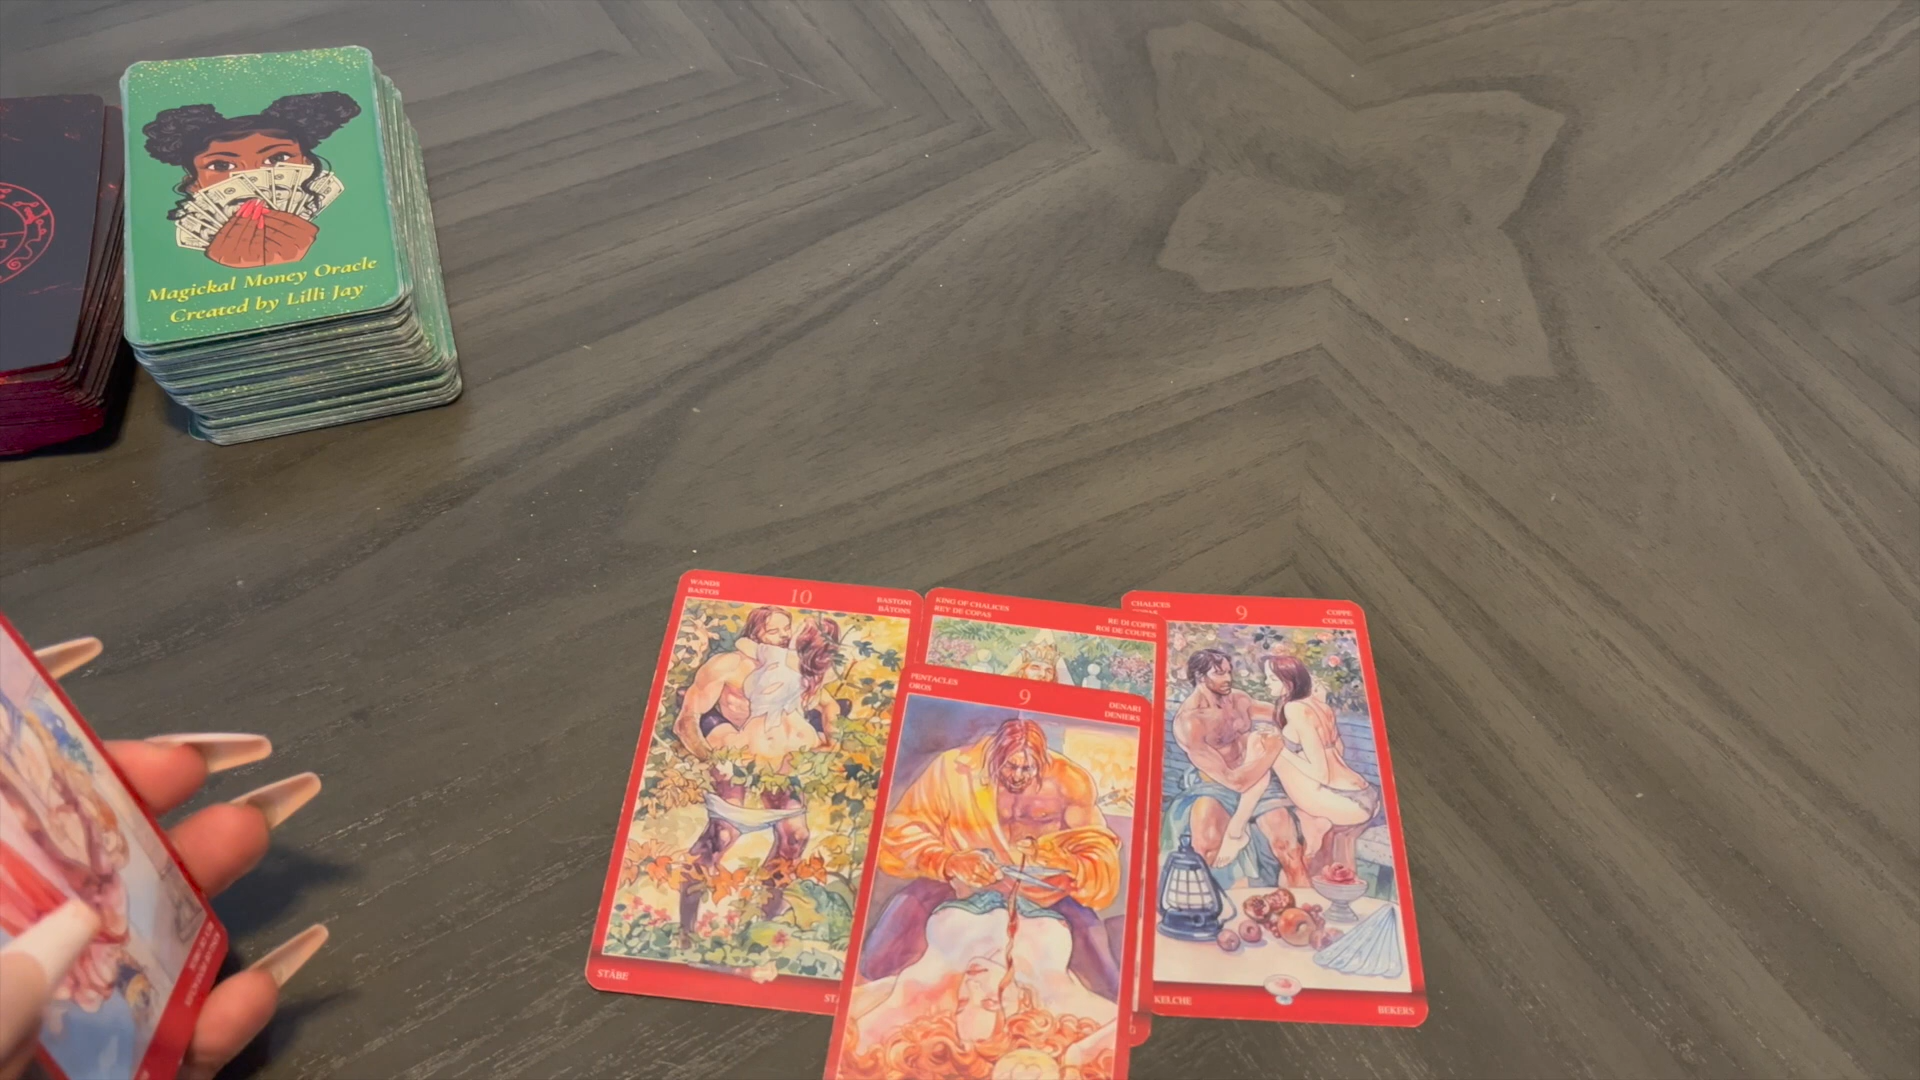 Magickal Money Oracle
Created by Lilli Jay
WANDS
BASTOS
10
BASTONI
BÂTONS
STÄBE
KING OF CHALICES
REY DE COPAS
RE DI COPPE
ROI DE COUPES
CHALICES
9
COPPE
COUPES
KELCHE
BEKERS
PENTACLES
OROS
9
DENARI
DENIERS